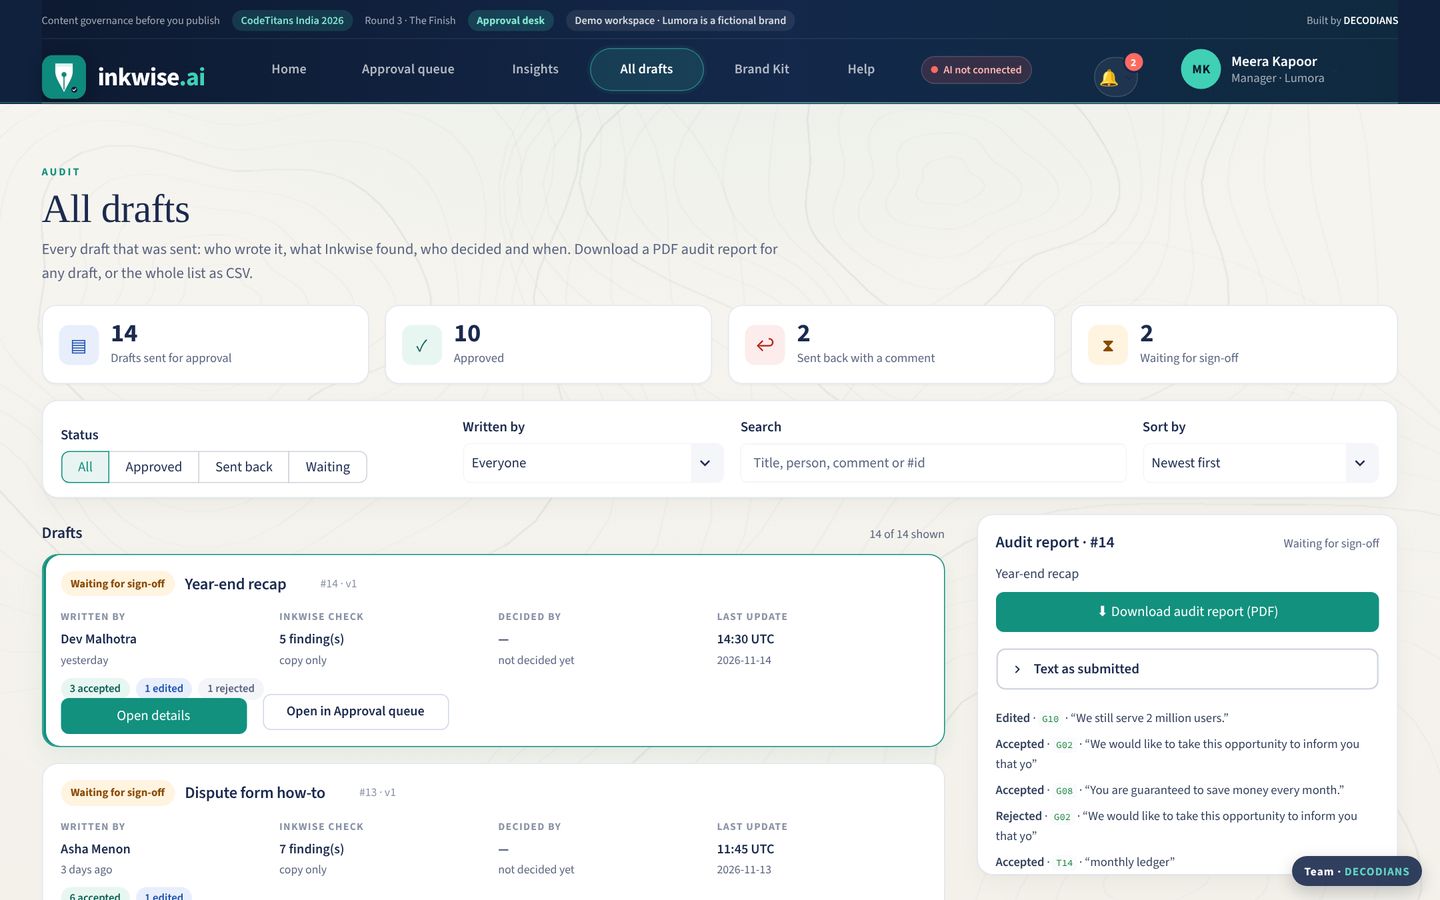 Content governance before you publish
CodeTitans India 2026
Round 3 · The Finish
Approval desk
Demo workspace · Lumora is a fictional brand
Built by DECODIANS
inkwise.ai
Home
Approval queue
Insights
All drafts
Brand Kit
Help
AI not connected
2
MK
Meera Kapoor
Manager · Lumora
AUDIT
All drafts
Every draft that was sent: who wrote it, what Inkwise found, who decided and when. Download a PDF audit report for
any draft, or the whole list as CSV.
14
Drafts sent for approval
10
Approved
2
Sent back with a comment
2
Waiting for sign-off
Status
All
Approved
Sent back
Waiting
Written by
Everyone
Search
Title, person, comment or #id
Sort by
Newest first
Drafts
14 of 14 shown
Waiting for sign-off
Year-end recap
#14 · v1
WRITTEN BY
INKWISE CHECK
DECIDED BY
LAST UPDATE
Dev Malhotra
5 finding(s)
—
14:30 UTC
yesterday
copy only
not decided yet
2026-11-14
3 accepted
1 edited
1 rejected
Open details
Open in Approval queue
Waiting for sign-off
Dispute form how-to
#13 · v1
WRITTEN BY
INKWISE CHECK
DECIDED BY
LAST UPDATE
Asha Menon
7 finding(s)
—
11:45 UTC
3 days ago
copy only
not decided yet
2026-11-13
6 accepted
1 edited
Audit report · #14
Waiting for sign-off
Year-end recap
⬇ Download audit report (PDF)
Text as submitted
Edited · G10 · “We still serve 2 million users.”
Accepted · G02 · “We would like to take this opportunity to inform you
that yo”
Accepted · G08 · “You are guaranteed to save money every month.”
Rejected · G02 · “We would like to take this opportunity to inform you
that yo”
Accepted · T14 · “monthly ledger”
Team · DECODIANS